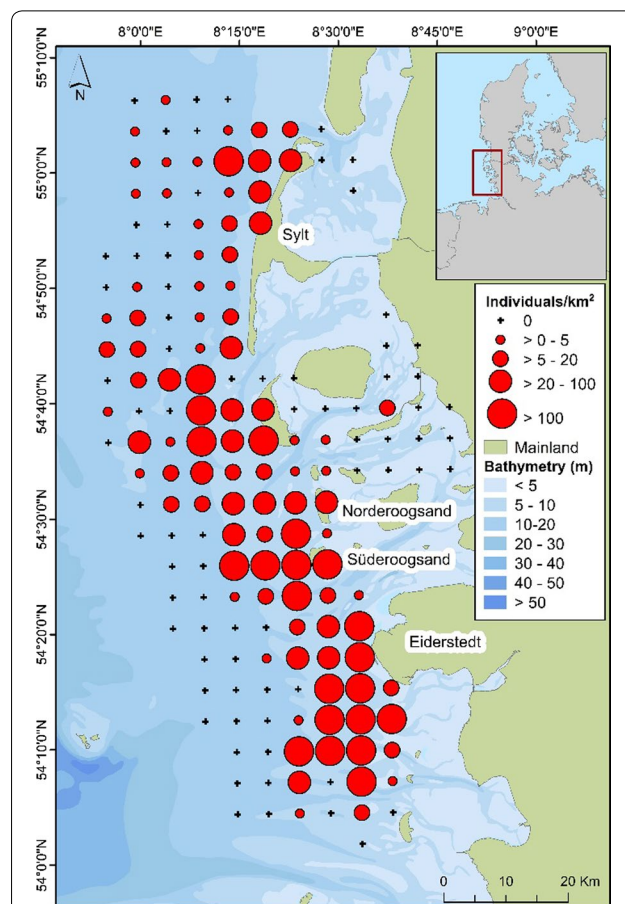 8°0'0"E 8°15'0"E 8°30'0"E 8°45'0"E 9°0'0"E
55°10'0"N
N
55°0'0"N
Sylt
54°50'0"N
Individuals/km²
0
> 0 - 5
> 5 - 20
> 20 - 100
> 100
Mainland
Bathymetry (m)
< 5
5 - 10
10-20
20 - 30
30 - 40
40 - 50
> 50
54°40'0"N
54°30'0"N
Norderoogsand
Süderoogsand
54°20'0"N
Eiderstedt
54°10'0"N
54°0'0"N
0 10 20 Km